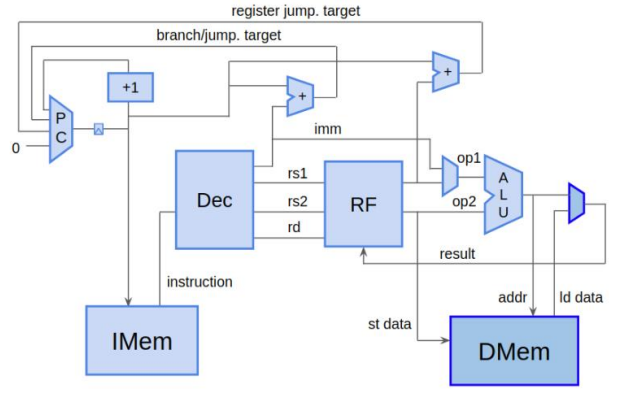 register jump. target
branch/jump. target
+1
+
+
P
C
0
imm
op1
Dec
rs1
rs2
rd
RF
A
L
U
op2
result
instruction
addr
ld data
st data
IMem
DMem